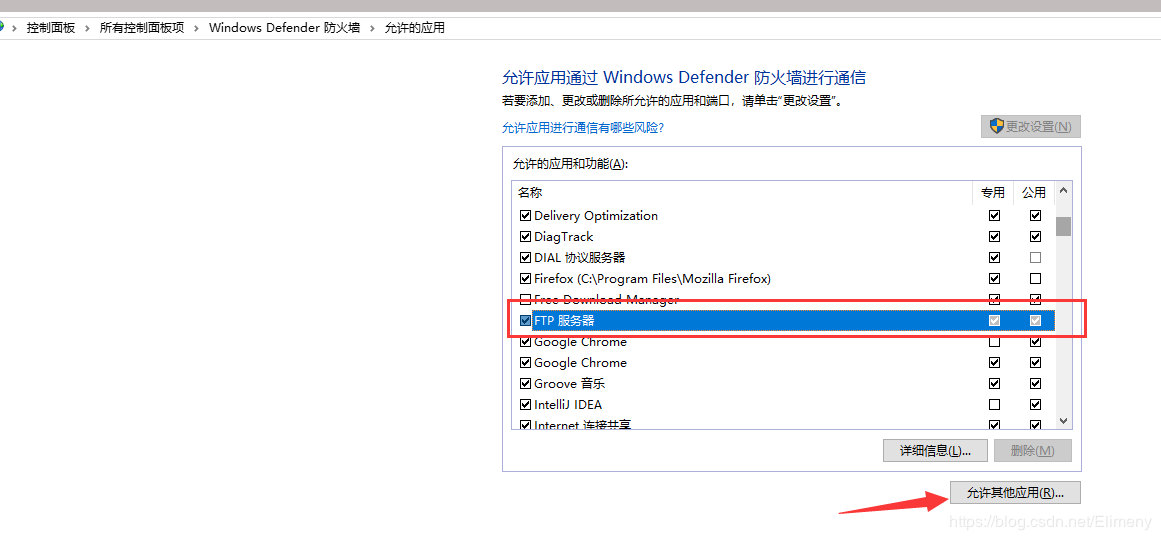 控制面板 › 所有控制面板项 › Windows Defender 防火墙 › 允许的应用
允许应用通过 Windows Defender 防火墙进行通信
若要添加、更改或删除所允许的应用和端口，请单击"更改设置"。
允许应用进行通信有哪些风险?
更改设置(N)
允许的应用和功能(A):
名称 专用 公用
Delivery Optimization
DiagTrack
DIAL 协议服务器
Firefox (C:\Program Files\Mozilla Firefox)
Free Download Manager
FTP 服务器
Google Chrome
Google Chrome
Groove 音乐
IntelliJ IDEA
Internet 连接共享
详细信息(L)... 删除(M)
允许其他应用(R)...
https://blog.csdn.net/Elimeny